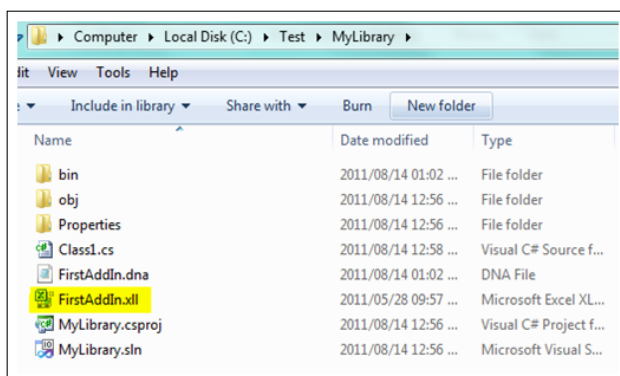 Computer ▸ Local Disk (C:) ▸ Test ▸ MyLibrary ▸
dit View Tools Help
Include in library ▾ Share with ▾ Burn New folder
Name Date modified Type
bin 2011/08/14 01:02 ... File folder
obj 2011/08/14 12:56 ... File folder
Properties 2011/08/14 12:56 ... File folder
Class1.cs 2011/08/14 12:58 ... Visual C# Source f...
FirstAddIn.dna 2011/08/14 01:02 ... DNA File
FirstAddIn.xll 2011/05/28 09:57 ... Microsoft Excel XL...
MyLibrary.csproj 2011/08/14 12:56 ... Visual C# Project f...
MyLibrary.sln 2011/08/14 12:56 ... Microsoft Visual S...